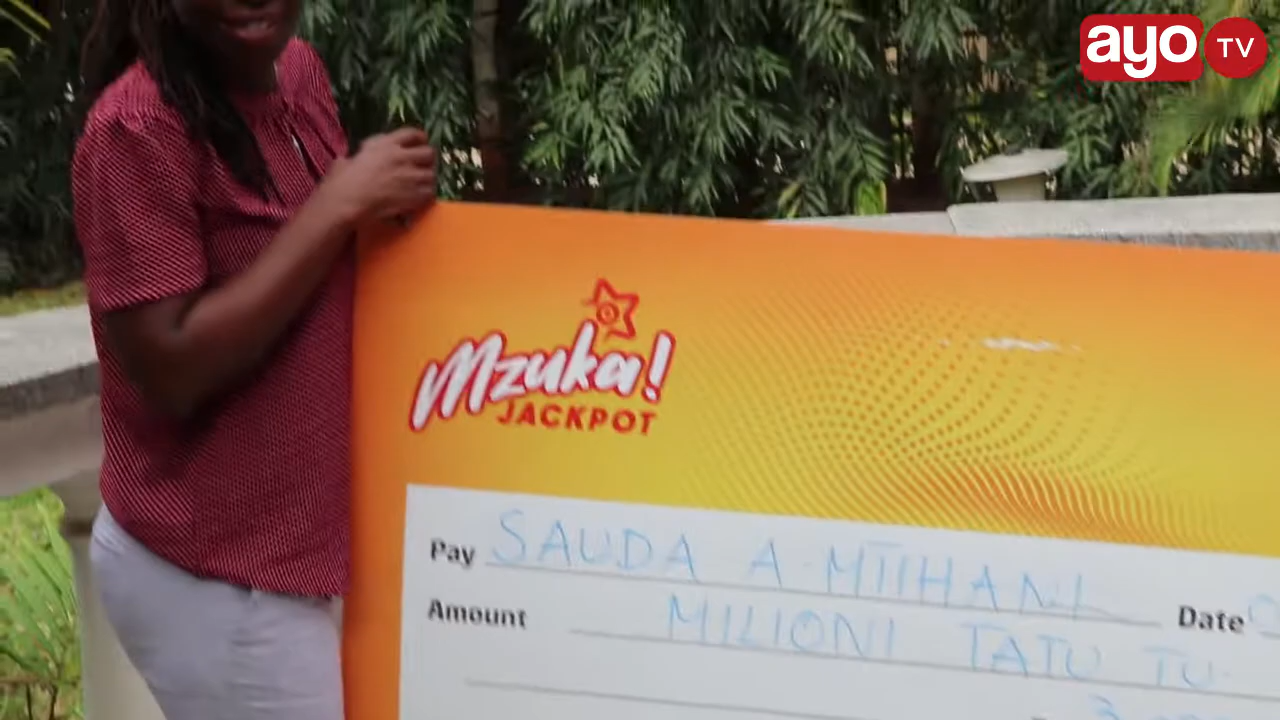 ayo TV
Mzuka!
JACKPOT
Pay SAUDA A. MTIHANI Date
Amount MILIONI TATU TU